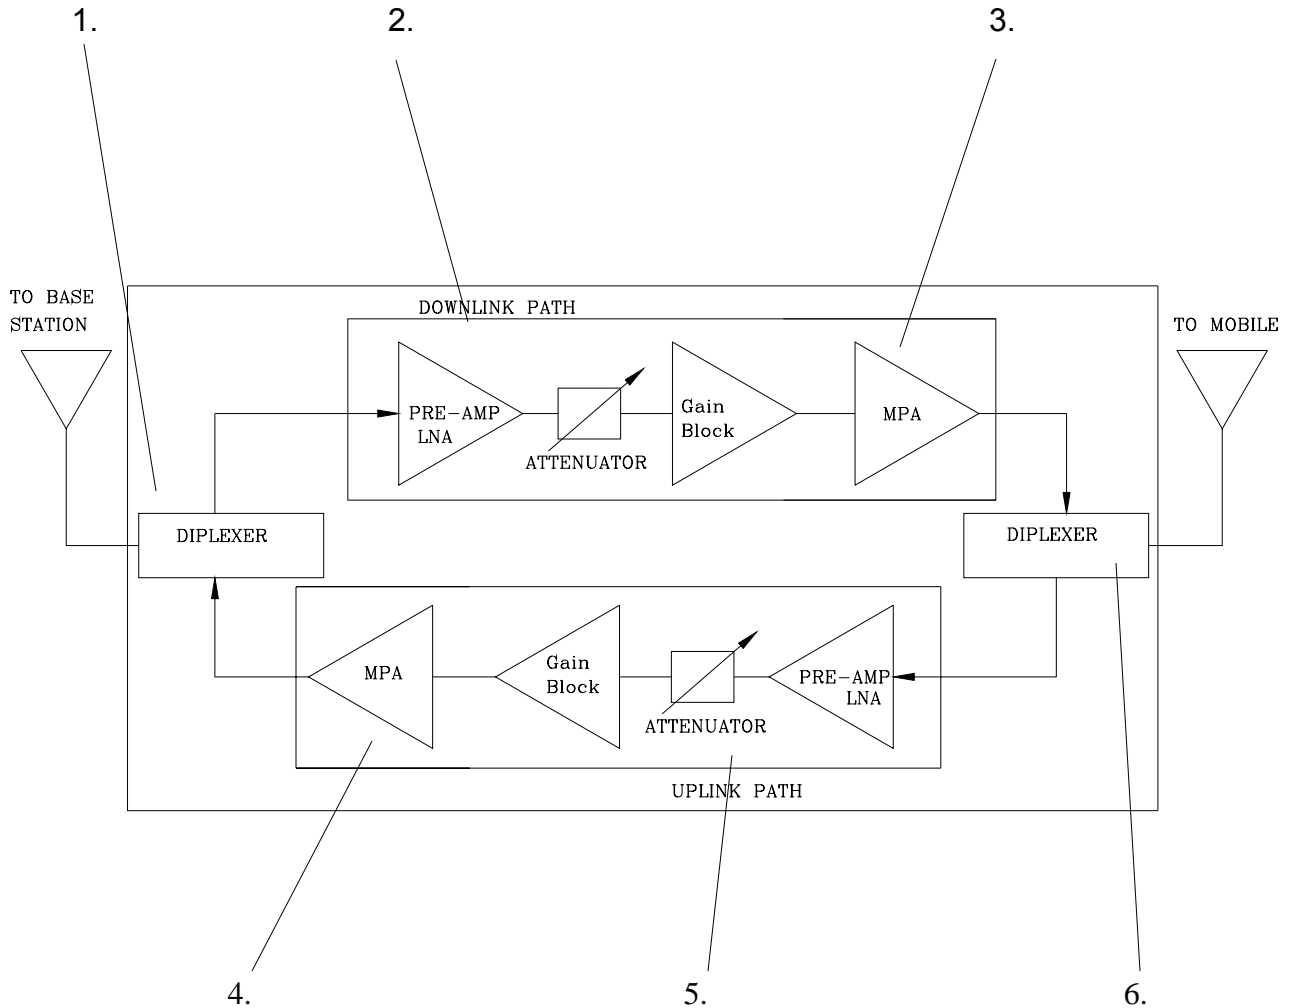 1.
2.
3.
TO BASE
STATION
DOWNLINK PATH
TO MOBILE
PRE-AMP
LNA
ATTENUATOR
Gain
Block
MPA
DIPLEXER
DIPLEXER
MPA
Gain
Block
ATTENUATOR
PRE-AMP
LNA
UPLINK PATH
4.
5.
6.